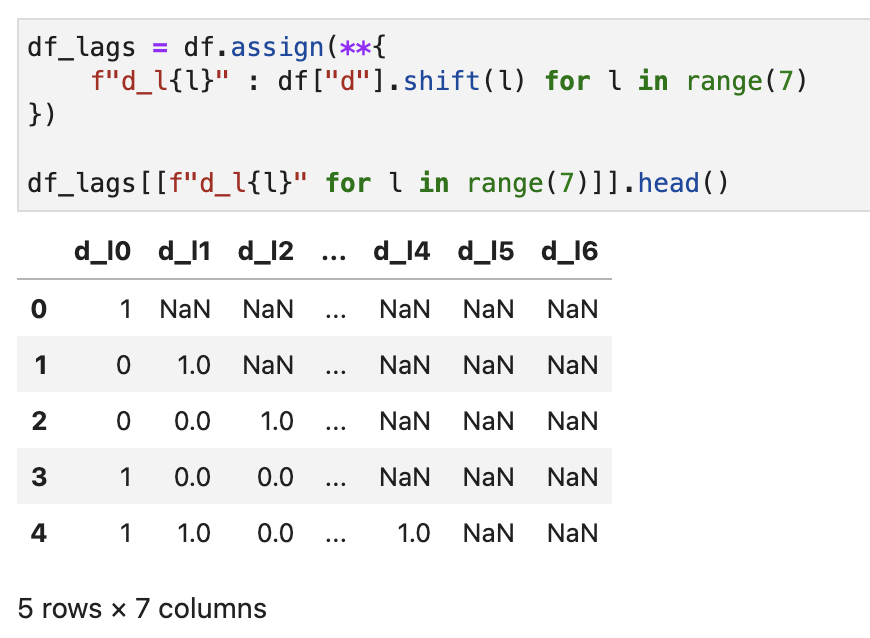 df_lags = df.assign(**{
    f"d_l{l}" : df["d"].shift(l) for l in range(7)
})
df_lags[[f"d_l{l}" for l in range(7)]].head()
d_l0 d_l1 d_l2 ... d_l4 d_l5 d_l6
0 1 NaN NaN ... NaN NaN NaN
1 0 1.0 NaN ... NaN NaN NaN
2 0 0.0 1.0 ... NaN NaN NaN
3 1 0.0 0.0 ... NaN NaN NaN
4 1 1.0 0.0 ... 1.0 NaN NaN
5 rows × 7 columns